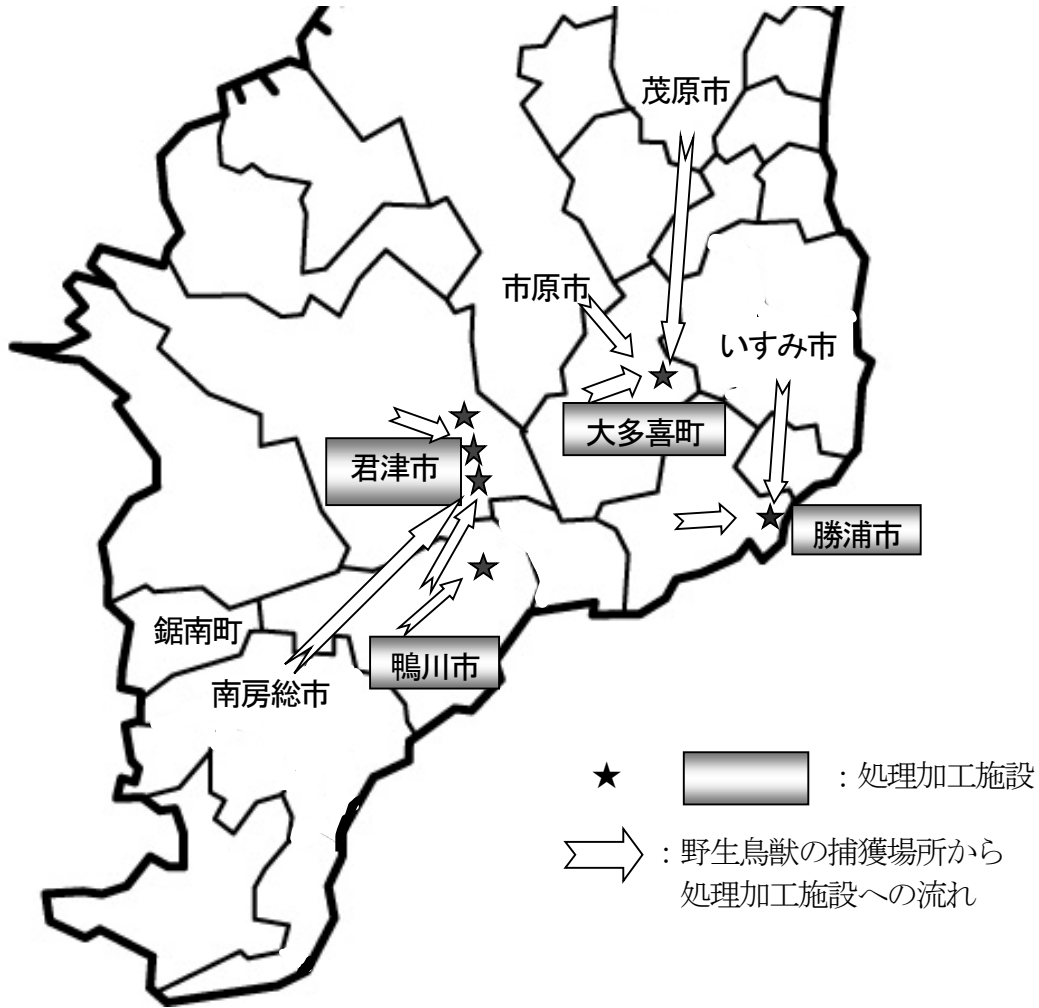 茂原市
市原市
いすみ市
大多喜町
君津市
勝浦市
鋸南町
鴨川市
南房総市
：処理加工施設
：野生鳥獣の捕獲場所から
処理加工施設への流れ